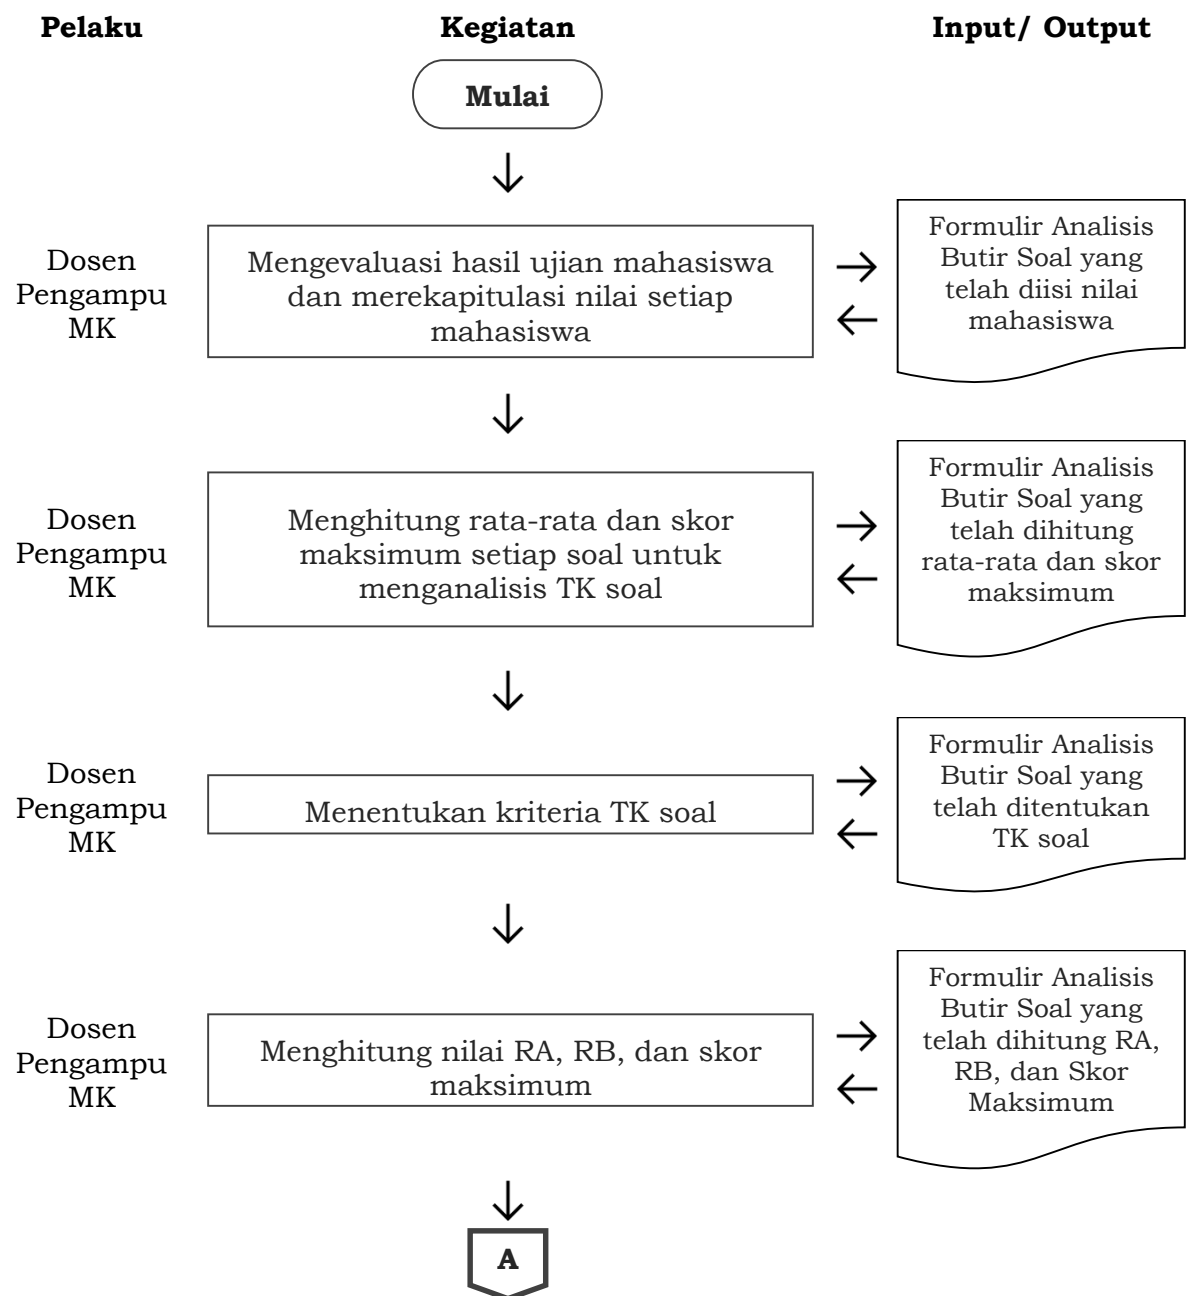 Pelaku Kegiatan Input/ Output
Mulai
Dosen
Pengampu
MK
Mengevaluasi hasil ujian mahasiswa
dan merekapitulasi nilai setiap
mahasiswa
Formulir Analisis
Butir Soal yang
telah diisi nilai
mahasiswa
Dosen
Pengampu
MK
Menghitung rata-rata dan skor
maksimum setiap soal untuk
menganalisis TK soal
Formulir Analisis
Butir Soal yang
telah dihitung
rata-rata dan skor
maksimum
Dosen
Pengampu
MK
Menentukan kriteria TK soal
Formulir Analisis
Butir Soal yang
telah ditentukan
TK soal
Dosen
Pengampu
MK
Menghitung nilai RA, RB, dan skor
maksimum
Formulir Analisis
Butir Soal yang
telah dihitung RA,
RB, dan Skor
Maksimum
A